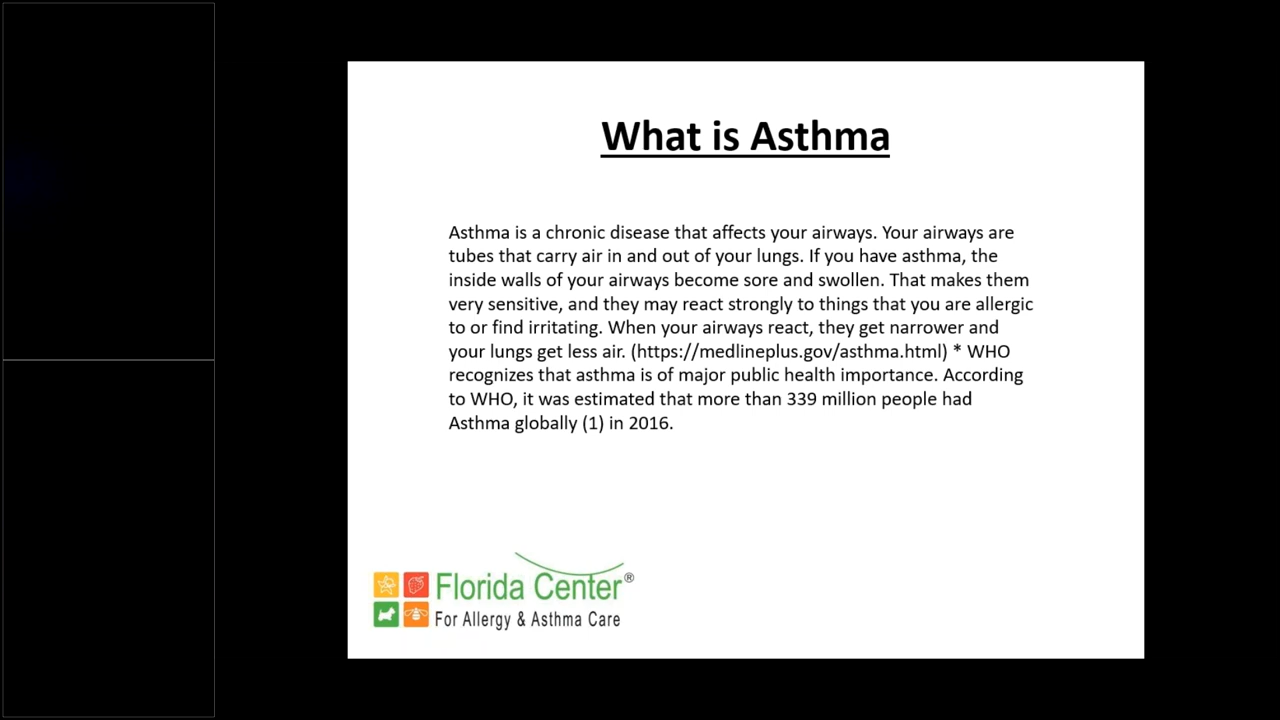 What is Asthma
Asthma is a chronic disease that affects your airways. Your airways are
tubes that carry air in and out of your lungs. If you have asthma, the
inside walls of your airways become sore and swollen. That makes them
very sensitive, and they may react strongly to things that you are allergic
to or find irritating. When your airways react, they get narrower and
your lungs get less air. (https://medlineplus.gov/asthma.html) * WHO
recognizes that asthma is of major public health importance. According
to WHO, it was estimated that more than 339 million people had
Asthma globally (1) in 2016.
Florida Center®
For Allergy & Asthma Care